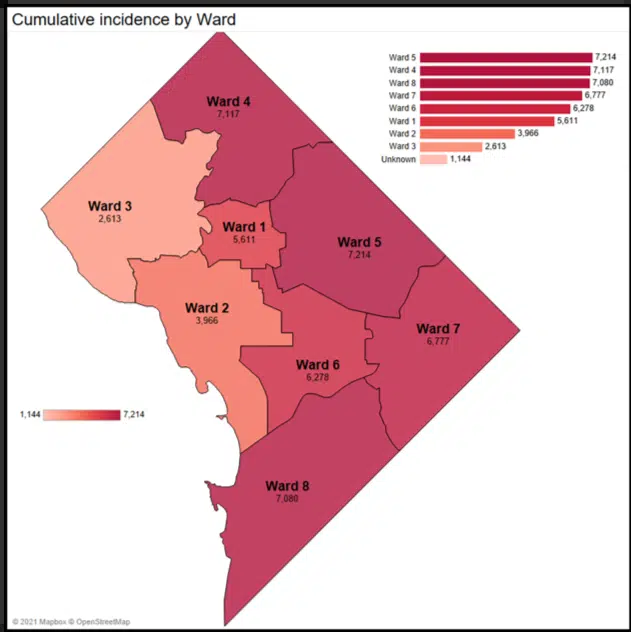 Cumulative incidence by Ward
Ward 5 7,214
Ward 4 7,117
Ward 8 7,080
Ward 7 6,777
Ward 6 6,278
Ward 1 5,611
Ward 2 3,966
Ward 3 2,613
Unknown 1,144
Ward 4
7,117
Ward 3
2,613
Ward 1
5,611
Ward 5
7,214
Ward 2
3,966
Ward 7
6,777
Ward 6
6,278
1,144 7,214
Ward 8
7,080
© 2021 Mapbox © OpenStreetMap